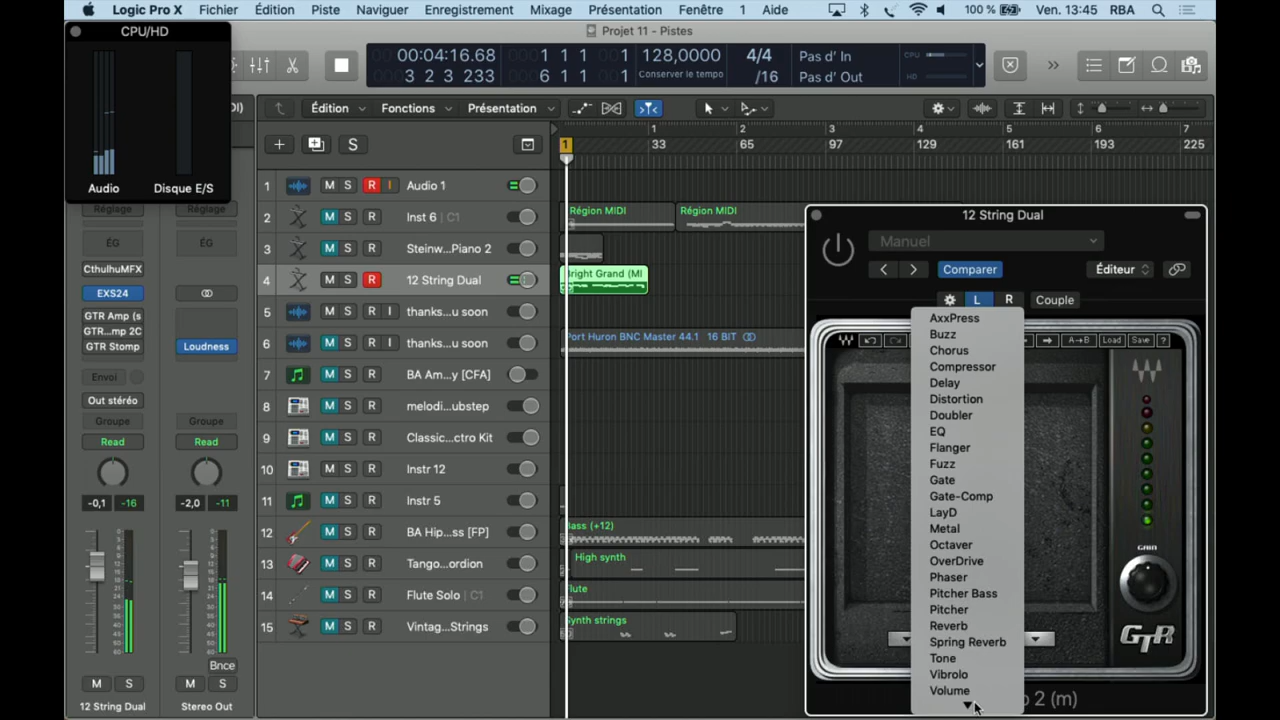 Logic Pro X Fichier Édition Piste Naviguer Enregistrement Mixage Présentation Fenêtre 1 Aide 100 % Ven. 13:45 RBA
CPU/HD
Audio Disque E/S
Projet 11 - Pistes
00:04:16.68 1 1 1 1 128,0000 4/4 Pas d' In CPU
3 2 3 233 6 1 1 1 Conserver le tempo /16 Pas d' Out HD
Édition Fonctions Présentation
1 2 3 4 5 6 7
1 33 65 97 129 161 193 225
S
Réglage Réglage
ÉG ÉG
CthulhuMFX
EXS24
GTR Amp (s
GTR...mp 2C
GTR Stomp Loudness
Envoi
Out stéréo
Groupe Groupe
Read Read
-0,1 -16 -2,0 -11
Bnce
M S M S
12 String Dual Stereo Out
1 M S R I Audio 1
2 M S R Inst 6 | C1 Région MIDI Région MIDI
3 M S R Steinw...Piano 2
4 M S R 12 String Dual Bright Grand (MI
5 M S R I thanks...u soon
6 M S R I thanks...u soon Port Huron BNC Master 44.1 16 BIT
7 M S R BA Am...y [CFA]
8 M S R melodi...ubstep
9 M S R Classic...ctro Kit
10 M S R Instr 12
11 M S R Instr 5
12 M S R BA Hip...ss [FP] Bass (+12)
13 M S R Tango...ordion High synth
14 M S R Flute Solo | C1 Flute
15 M S R Vintag...Strings Synth strings
12 String Dual
Manuel
Comparer Éditeur
L R Couple
A→B Load Save ?
AxxPress
Buzz
Chorus
Compressor
Delay
Distortion
Doubler
EQ
Flanger
Fuzz
Gate
Gate-Comp
LayD
Metal
Octaver
OverDrive
Phaser
Pitcher Bass
Pitcher
Reverb
Spring Reverb
Tone
Vibrolo
Volume
GAIN
GTR
2 (m)